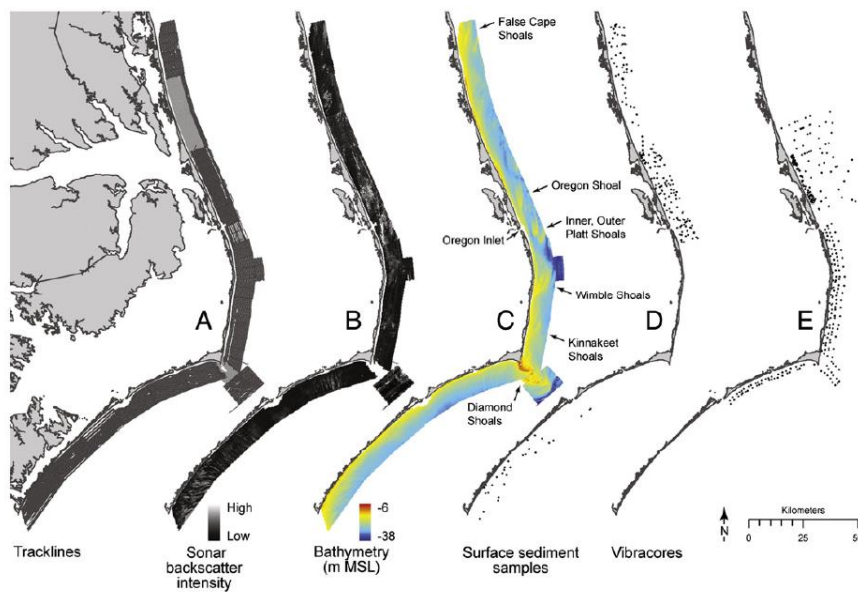 False Cape
Shoals
Oregon Shoal
Inner, Outer
Platt Shoals
Oregon Inlet
Wimble Shoals
A
B
C
D
E
Kinnakeet
Shoals
Diamond
Shoals
High
Low
-6
-38
Kilometers
0
25
50
N
Tracklines
Sonar
backscatter
intensity
Bathymetry
(m MSL)
Surface sediment
samples
Vibracores